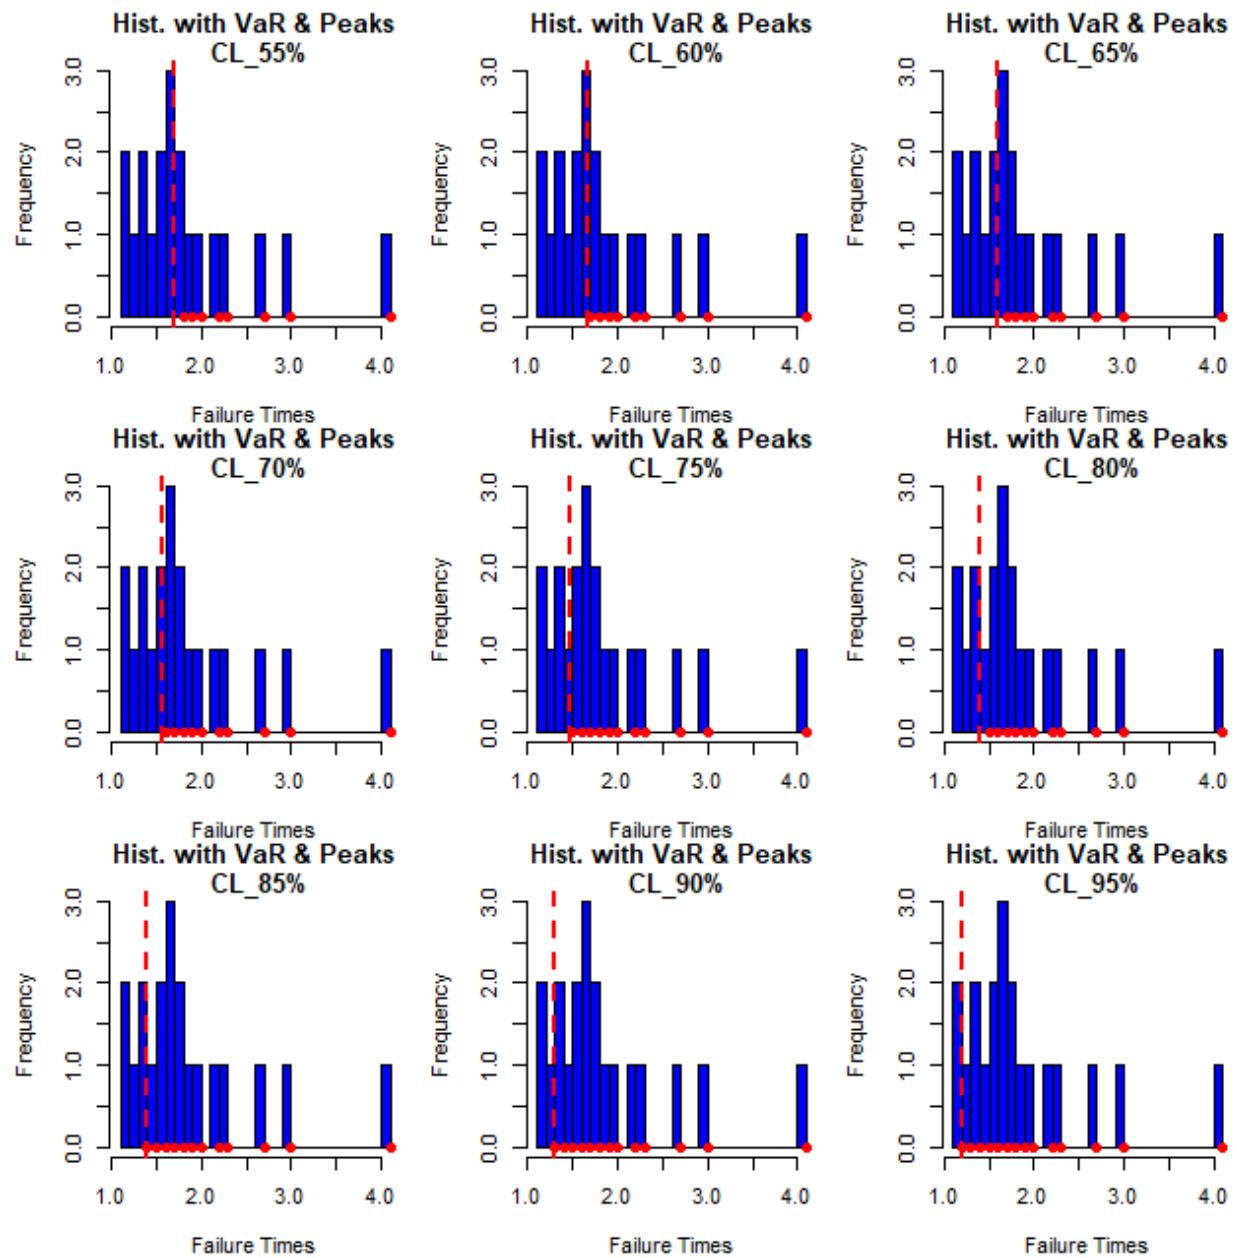 Hist. with VaR & Peaks
CL_55%
Frequency
0.0 1.0 2.0 3.0
1.0 2.0 3.0 4.0
Failure Times
Hist. with VaR & Peaks
CL_60%
Frequency
0.0 1.0 2.0 3.0
1.0 2.0 3.0 4.0
Failure Times
Hist. with VaR & Peaks
CL_65%
Frequency
0.0 1.0 2.0 3.0
1.0 2.0 3.0 4.0
Failure Times
Hist. with VaR & Peaks
CL_70%
Frequency
0.0 1.0 2.0 3.0
1.0 2.0 3.0 4.0
Failure Times
Hist. with VaR & Peaks
CL_75%
Frequency
0.0 1.0 2.0 3.0
1.0 2.0 3.0 4.0
Failure Times
Hist. with VaR & Peaks
CL_80%
Frequency
0.0 1.0 2.0 3.0
1.0 2.0 3.0 4.0
Failure Times
Hist. with VaR & Peaks
CL_85%
Frequency
0.0 1.0 2.0 3.0
1.0 2.0 3.0 4.0
Failure Times
Hist. with VaR & Peaks
CL_90%
Frequency
0.0 1.0 2.0 3.0
1.0 2.0 3.0 4.0
Failure Times
Hist. with VaR & Peaks
CL_95%
Frequency
0.0 1.0 2.0 3.0
1.0 2.0 3.0 4.0
Failure Times